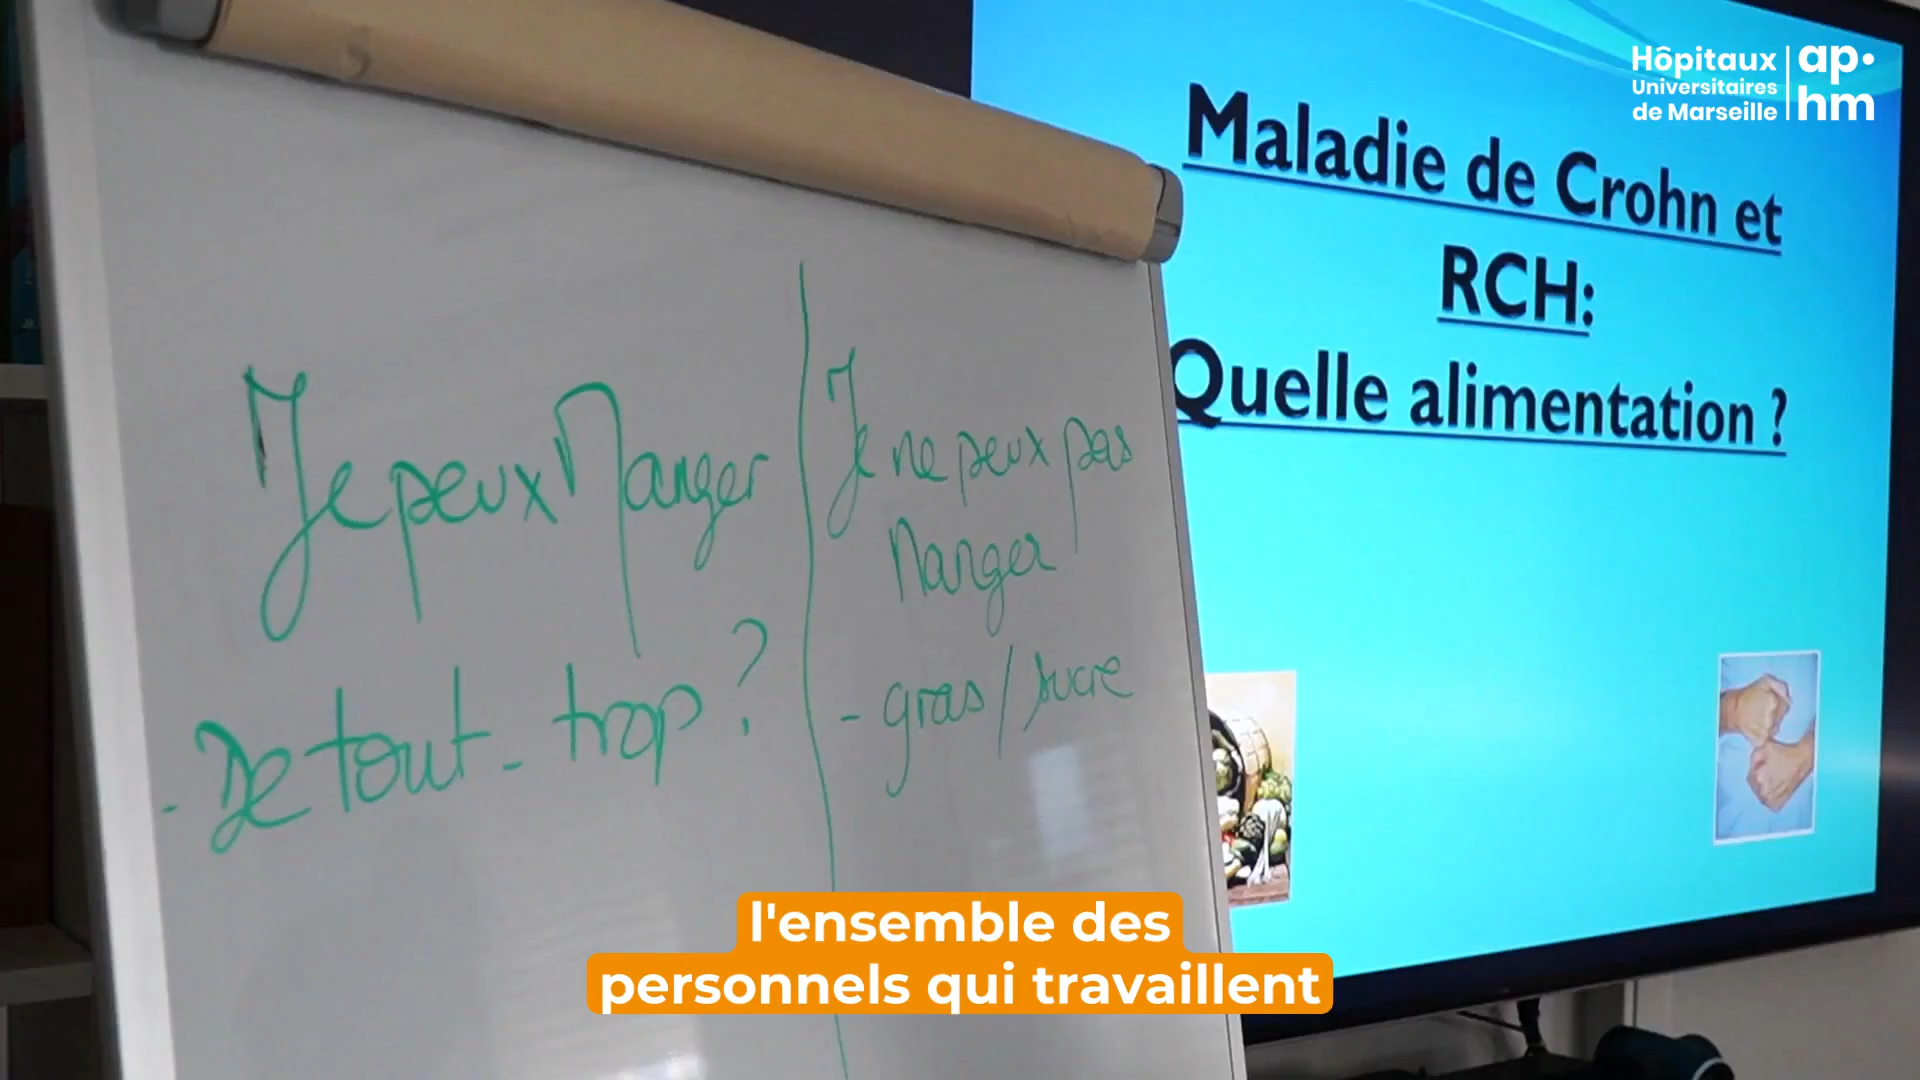 Hôpitaux
Universitaires
de Marseille
ap.
hm
Maladie de Crohn et
RCH:
Quelle alimentation ?
Je peux Manger
- De tout - trop ?
Je ne peux pas
Manger
- gras / sucre
l'ensemble des
personnels qui travaillent